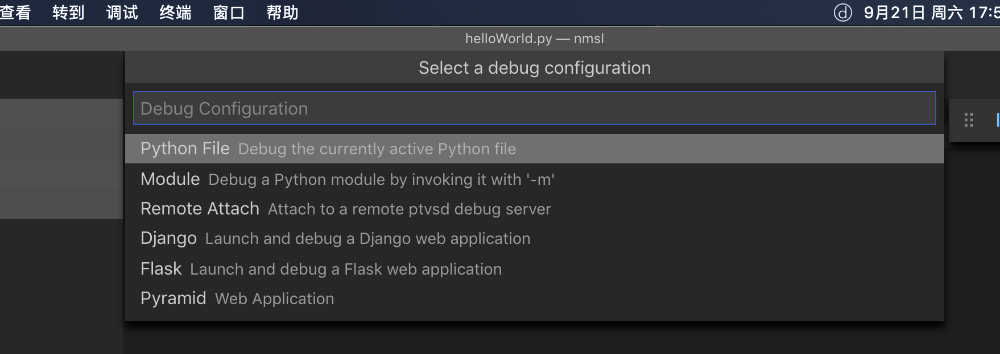 查看 转到 调试 终端 窗口 帮助 ⓓ 9月21日 周六 17:5
helloWorld.py — nmsl
Select a debug configuration
Debug Configuration
Python File Debug the currently active Python file
Module Debug a Python module by invoking it with '-m'
Remote Attach Attach to a remote ptvsd debug server
Django Launch and debug a Django web application
Flask Launch and debug a Flask web application
Pyramid Web Application